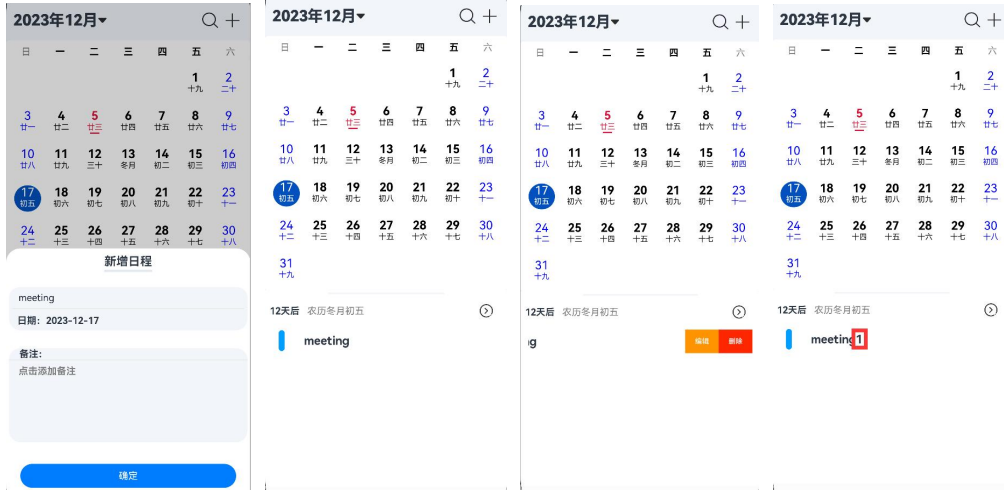 2023年12月
日 一 二 三 四 五 六
1 2
十九 二十
3 4 5 6 7 8 9
廿一 廿二 廿三 廿四 廿五 廿六 廿七
10 11 12 13 14 15 16
廿八 廿九 三十 冬月 初二 初三 初四
17 18 19 20 21 22 23
初五 初六 初七 初八 初九 初十 十一
24 25 26 27 28 29 30
十二 十三 十四 十五 十六 十七 十八
新增日程
meeting
日期：2023-12-17
备注：
点击添加备注
确定
2023年12月
日 一 二 三 四 五 六
1 2
十九 二十
3 4 5 6 7 8 9
廿一 廿二 廿三 廿四 廿五 廿六 廿七
10 11 12 13 14 15 16
廿八 廿九 三十 冬月 初二 初三 初四
17 18 19 20 21 22 23
初五 初六 初七 初八 初九 初十 十一
24 25 26 27 28 29 30
十二 十三 十四 十五 十六 十七 十八
31
十九
12天后 农历冬月初五
meeting
2023年12月
日 一 二 三 四 五 六
1 2
十九 二十
3 4 5 6 7 8 9
廿一 廿二 廿三 廿四 廿五 廿六 廿七
10 11 12 13 14 15 16
廿八 廿九 三十 冬月 初二 初三 初四
17 18 19 20 21 22 23
初五 初六 初七 初八 初九 初十 十一
24 25 26 27 28 29 30
十二 十三 十四 十五 十六 十七 十八
31
十九
12天后 农历冬月初五
g 编辑 删除
2023年12月
日 一 二 三 四 五 六
1 2
十九 二十
3 4 5 6 7 8 9
廿一 廿二 廿三 廿四 廿五 廿六 廿七
10 11 12 13 14 15 16
廿八 廿九 三十 冬月 初二 初三 初四
17 18 19 20 21 22 23
初五 初六 初七 初八 初九 初十 十一
24 25 26 27 28 29 30
十二 十三 十四 十五 十六 十七 十八
31
十九
12天后 农历冬月初五
meeting1